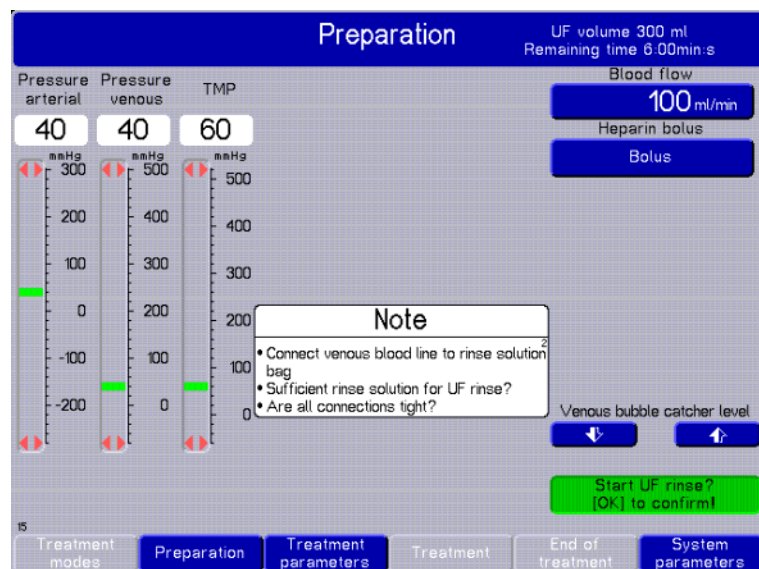 Preparation
UF volume 300 ml
Remaining time 6:00min:s
Pressure arterial
Pressure venous
TMP
40
40
60
mmHg
300
200
100
0
-100
-200
mmHg
500
400
300
200
100
0
mmHg
500
400
300
200
100
0
Blood flow
100 ml/min
Heparin bolus
Bolus
Note
2
• Connect venous blood line to rinse solution
bag
• Sufficient rinse solution for UF rinse?
• Are all connections tight?
Venous bubble catcher level
Start UF rinse?
[OK] to confirm!
15
Treatment
modes
Preparation
Treatment
parameters
Treatment
End of
treatment
System
parameters